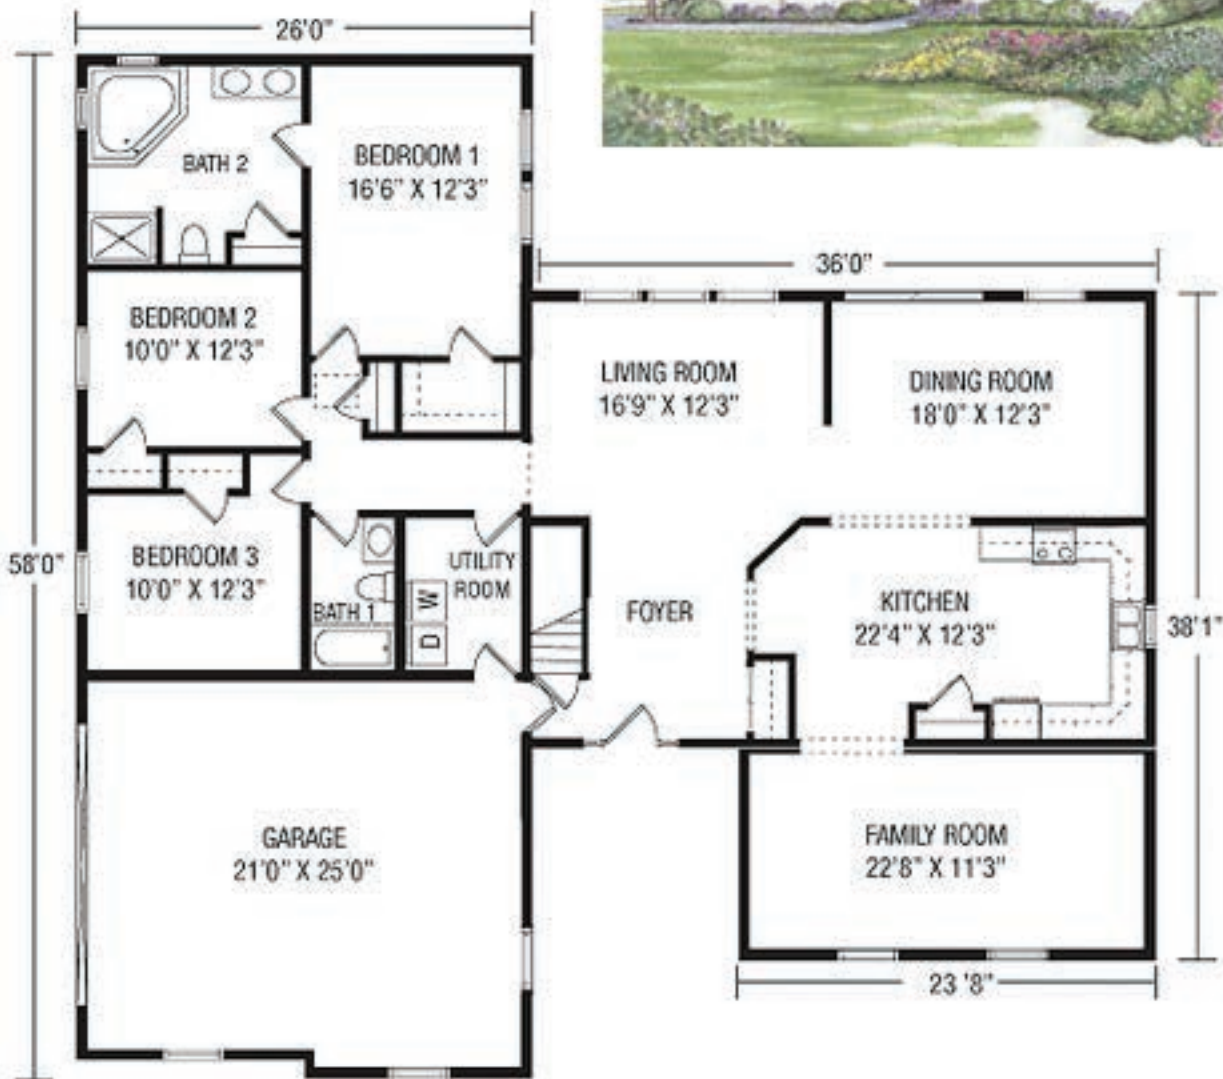 26'0"
BATH 2
BEDROOM 1
16'6" X 12'3"
36'0"
BEDROOM 2
10'0" X 12'3"
LIVING ROOM
16'9" X 12'3"
DINING ROOM
18'0" X 12'3"
58'0"
BEDROOM 3
10'0" X 12'3"
BATH 1
UTILITY
ROOM
W
D
FOYER
KITCHEN
22'4" X 12'3"
38'1"
GARAGE
21'0" X 25'0"
FAMILY ROOM
22'8" X 11'3"
23 '8"